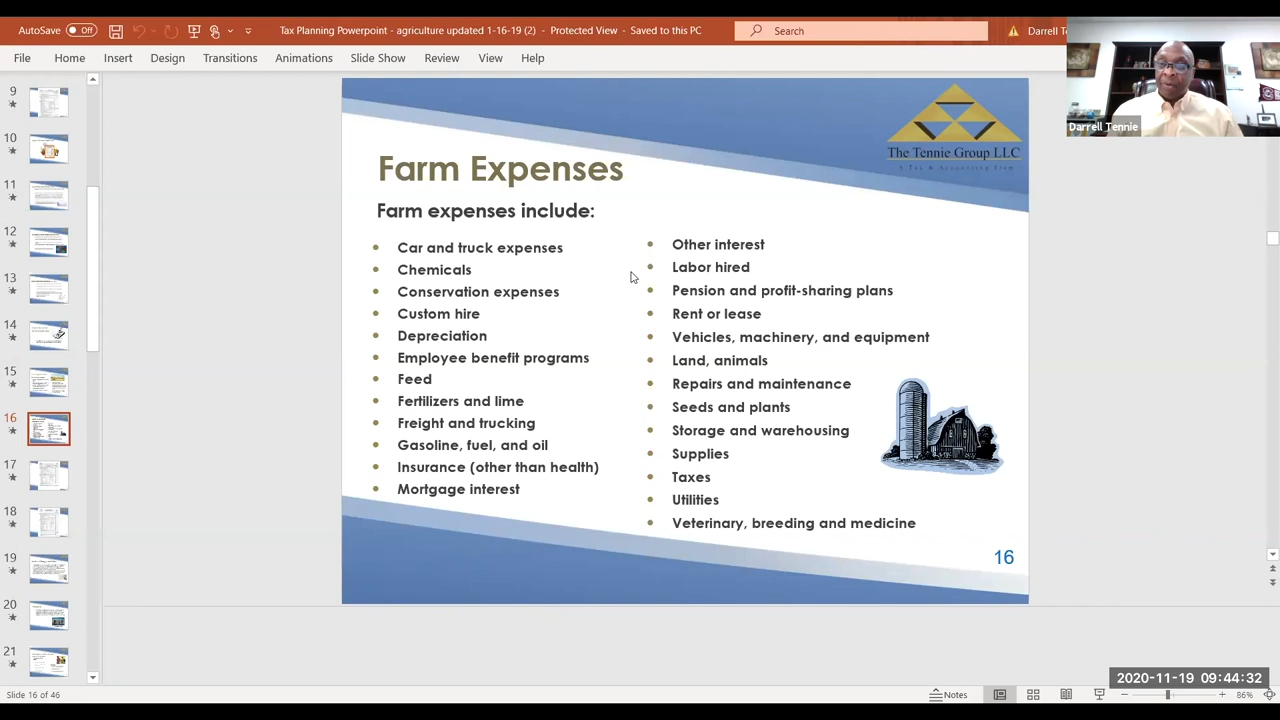 AutoSave
Off
Tax Planning Powerpoint - agriculture updated 1-16-19 (2) - Protected View - Saved to this PC
Search
Darrell Te
File
Home
Insert
Design
Transitions
Animations
Slide Show
Review
View
Help
Darrell Tennie
9
10
11
12
13
14
15
16
18
19
20
21
The Tennie Group LLC
A Tax & Accounting Firm
Farm Expenses
Farm expenses include:
• Car and truck expenses
• Chemicals
• Conservation expenses
• Custom hire
• Depreciation
• Employee benefit programs
• Feed
• Fertilizers and lime
• Freight and trucking
• Gasoline, fuel, and oil
• Insurance (other than health)
• Mortgage interest
• Other interest
• Labor hired
• Pension and profit-sharing plans
• Rent or lease
• Vehicles, machinery, and equipment
• Land, animals
• Repairs and maintenance
• Seeds and plants
• Storage and warehousing
• Supplies
• Taxes
• Utilities
• Veterinary, breeding and medicine
16
2020-11-19 09:44:32
Slide 16 of 46
Notes
86%